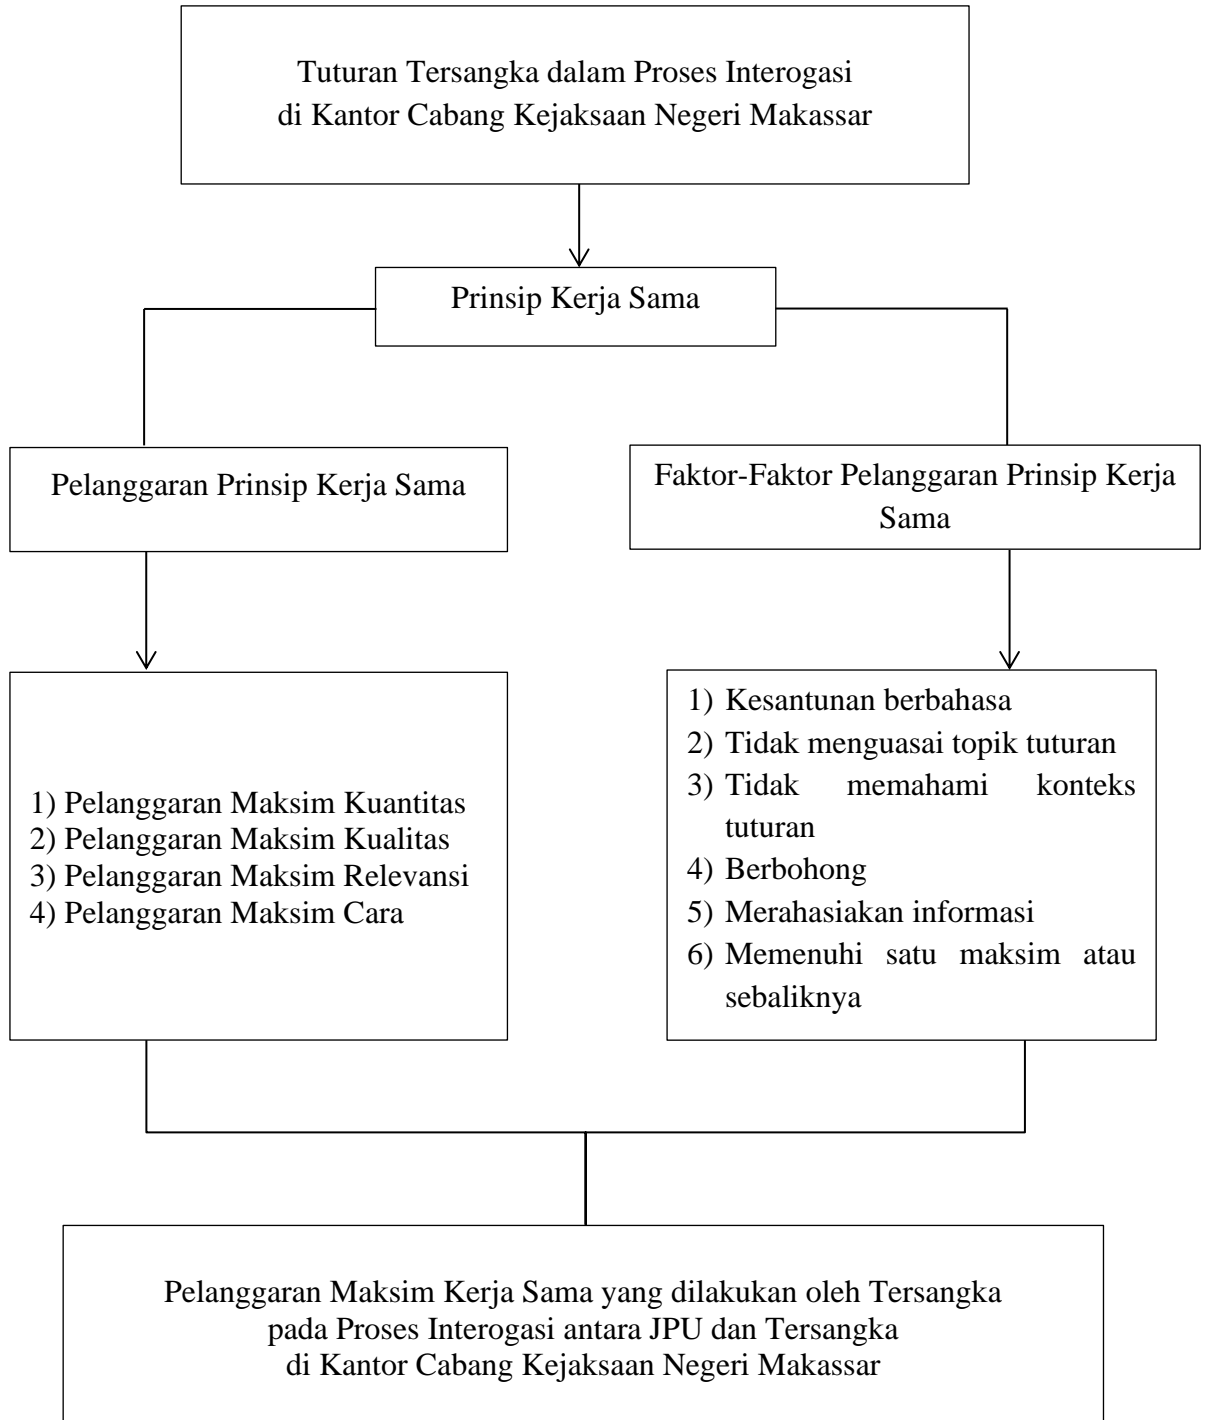 Tuturan Tersangka dalam Proses Interogasi
di Kantor Cabang Kejaksaan Negeri Makassar
Prinsip Kerja Sama
Pelanggaran Prinsip Kerja Sama
Faktor-Faktor Pelanggaran Prinsip Kerja
Sama
1) Pelanggaran Maksim Kuantitas
2) Pelanggaran Maksim Kualitas
3) Pelanggaran Maksim Relevansi
4) Pelanggaran Maksim Cara
1) Kesantunan berbahasa
2) Tidak menguasai topik tuturan
3) Tidak memahami konteks
tuturan
4) Berbohong
5) Merahasiakan informasi
6) Memenuhi satu maksim atau
sebaliknya
Pelanggaran Maksim Kerja Sama yang dilakukan oleh Tersangka
pada Proses Interogasi antara JPU dan Tersangka
di Kantor Cabang Kejaksaan Negeri Makassar